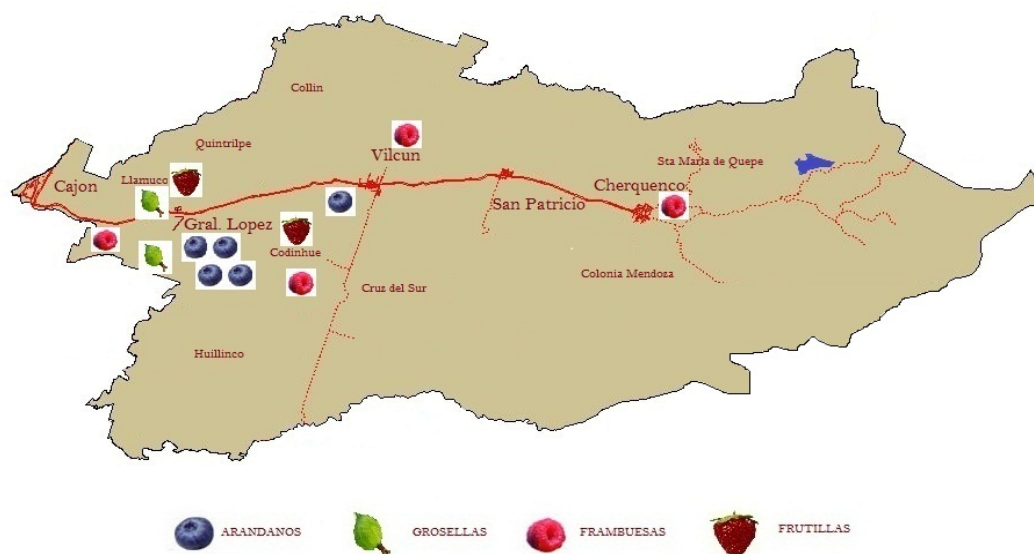 Collin
Quintrilpe
Vilcun
Sta Maria de Quepe
Llamuco
Cajon
Cherquenco
San Patricio
Gral. Lopez
Codinhue
Colonia Mendoza
Cruz del Sur
Huillinco
ARANDANOS
GROSELLAS
FRAMBUESAS
FRUTILLAS